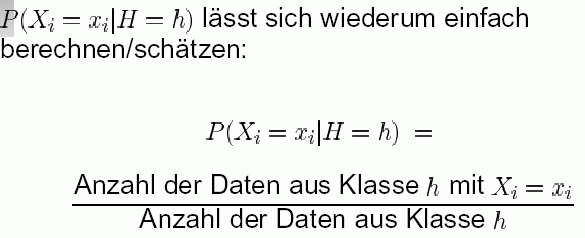 P(X_i = x_i|H = h) lässt sich wiederum einfach
berechnen/schätzen:
P(X_i = x_i|H = h) =
Anzahl der Daten aus Klasse h mit X_i = x_i
Anzahl der Daten aus Klasse h